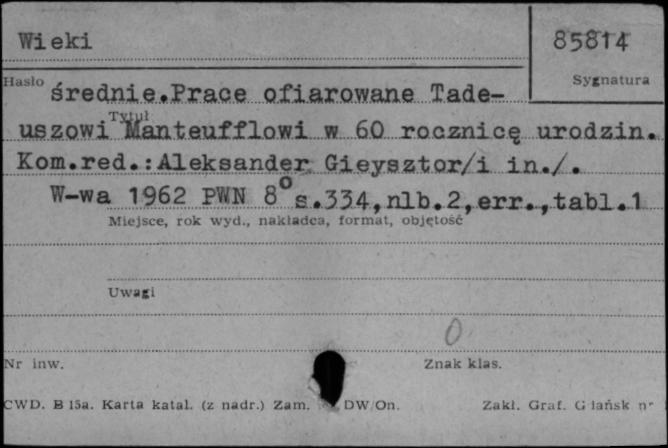 Wieki
85814
Hasło
Sygnatura
średnie.Prace ofiarowane Tade-
Tytuł
uszowi Manteufflowi w 60 rocznicę urodzin.
Kom.red.:Aleksander Gieysztor/i in./.
W-wa 1962 PWN 8° s.334,nlb.2,err.,tabl.1
Miejsce, rok wyd., nakładca, format, objętość
Uwagi
0
Nr inw.
Znak klas.
CWD. B 15a. Karta katal. (z nadr.) Zam. DW/On.
Zakł. Graf. Gdańsk n